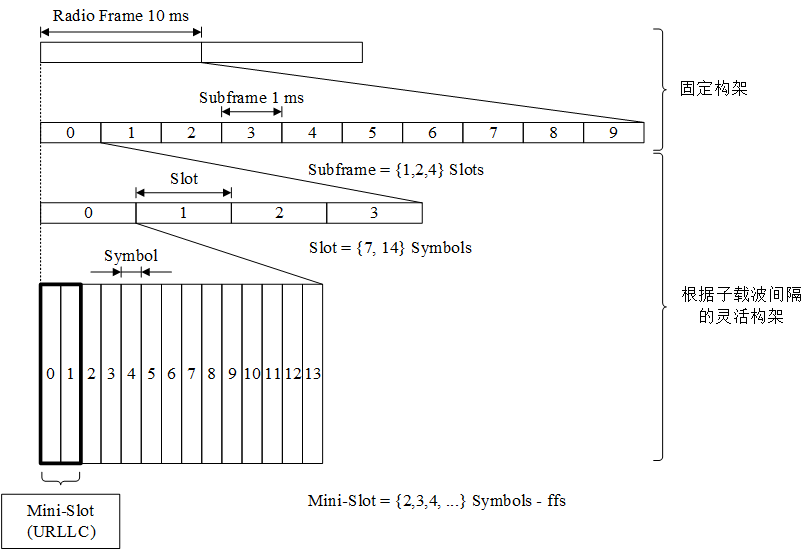 Radio Frame 10 ms
固定构架
Subframe 1 ms
0 1 2 3 4 5 6 7 8 9
Subframe = {1,2,4} Slots
Slot
0 1 2 3
Slot = {7, 14} Symbols
Symbol
根据子载波间隔
的灵活构架
0 1 2 3 4 5 6 7 8 9 10 11 12 13
Mini-Slot = {2,3,4, ...} Symbols - ffs
Mini-Slot
(URLLC)